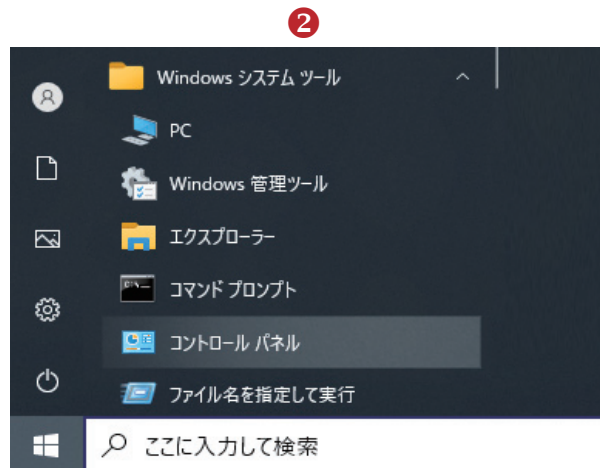 2
Windows システム ツール
PC
Windows 管理ツール
エクスプローラー
コマンド プロンプト
コントロール パネル
ファイル名を指定して実行
ここに入力して検索